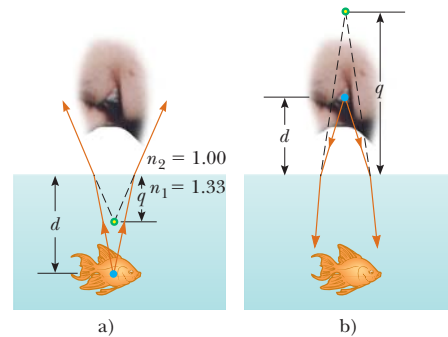 n₂ = 1.00
n₁ = 1.33
d
q
a)
d
q
b)